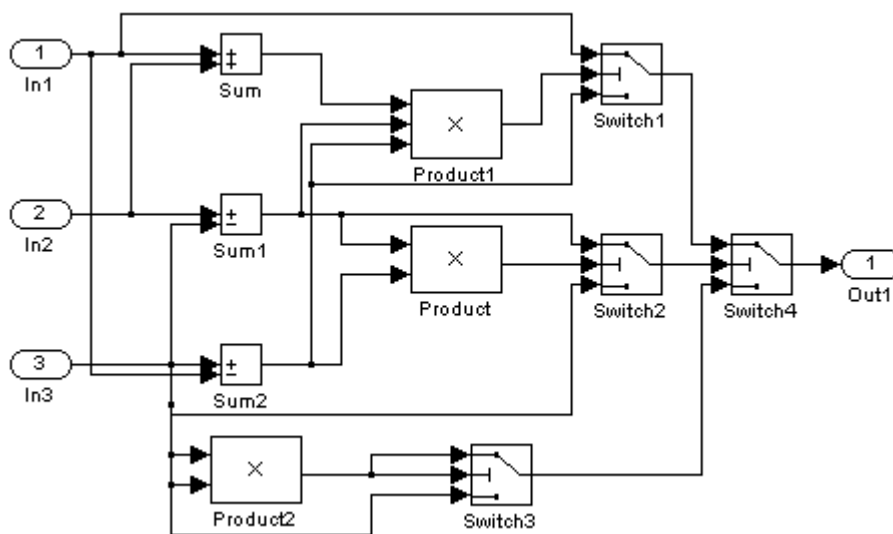 1
In1
Sum
Product1
Switch1
2
In2
Sum1
Product
Switch2
Switch4
1
Out1
3
In3
Sum2
Product2
Switch3